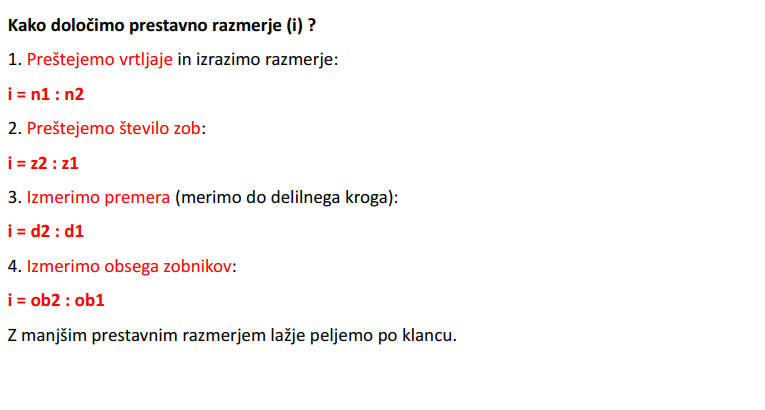 Kako določimo prestavno razmerje (i) ?
1. Preštejemo vrtljaje in izrazimo razmerje:
i = n1 : n2
2. Preštejemo število zob:
i = z2 : z1
3. Izmerimo premera (merimo do delilnega kroga):
i = d2 : d1
4. Izmerimo obsega zobnikov:
i = ob2 : ob1
Z manjšim prestavnim razmerjem lažje peljemo po klancu.